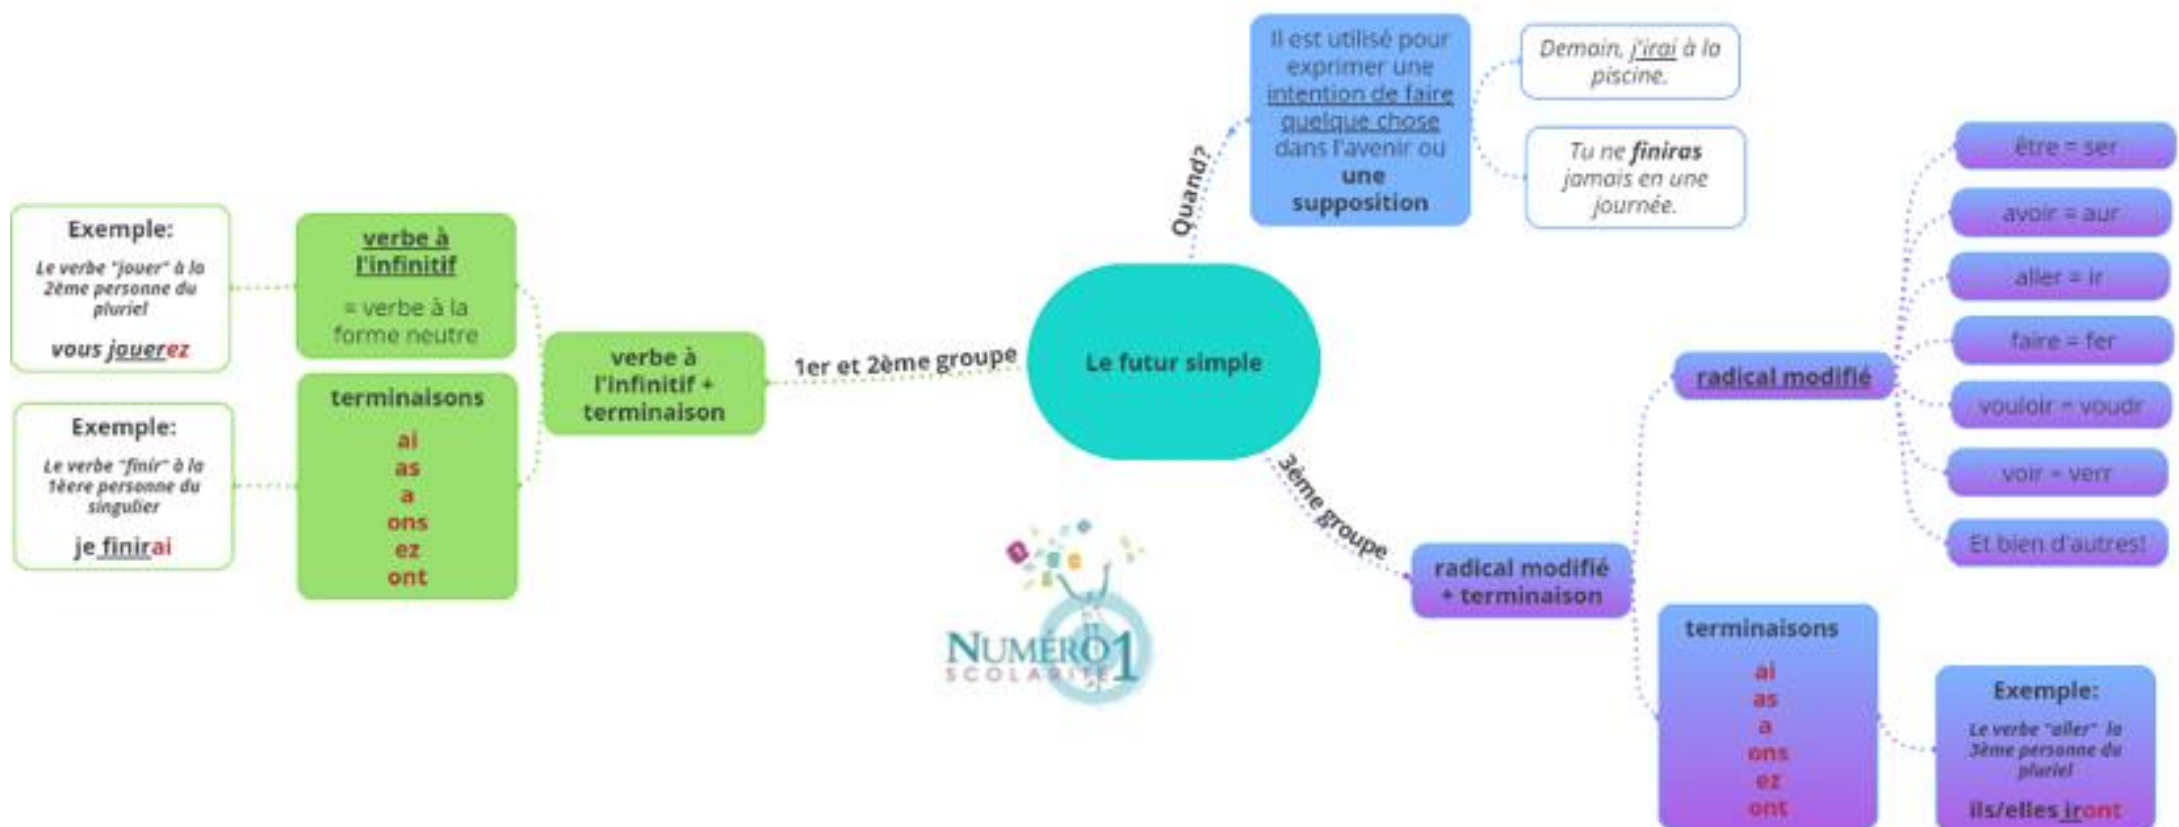 Le futur simple
Quand?
Il est utilisé pour
exprimer une
intention de faire
quelque chose
dans l'avenir ou
une
supposition
Demain, j'irai à la
piscine.
Tu ne finiras
jamais en une
journée.
1er et 2ème groupe
verbe à
l'infinitif +
terminaison
verbe à
l'infinitif
= verbe à la
forme neutre
Exemple:
Le verbe "jouer" à la
2ème personne du
pluriel
vous jouerez
terminaisons
ai
as
a
ons
ez
ont
Exemple:
Le verbe "finir" à la
1èere personne du
singulier
je finirai
3ème groupe
radical modifié
+ terminaison
radical modifié
être = ser
avoir = aur
aller = ir
faire = fer
vouloir = voudr
voir = verr
Et bien d'autres!
terminaisons
ai
as
a
ons
ez
ont
Exemple:
Le verbe "aller" la
3ème personne du
pluriel
ils/elles iront
NUMÉRO1
SCOLARITÉ